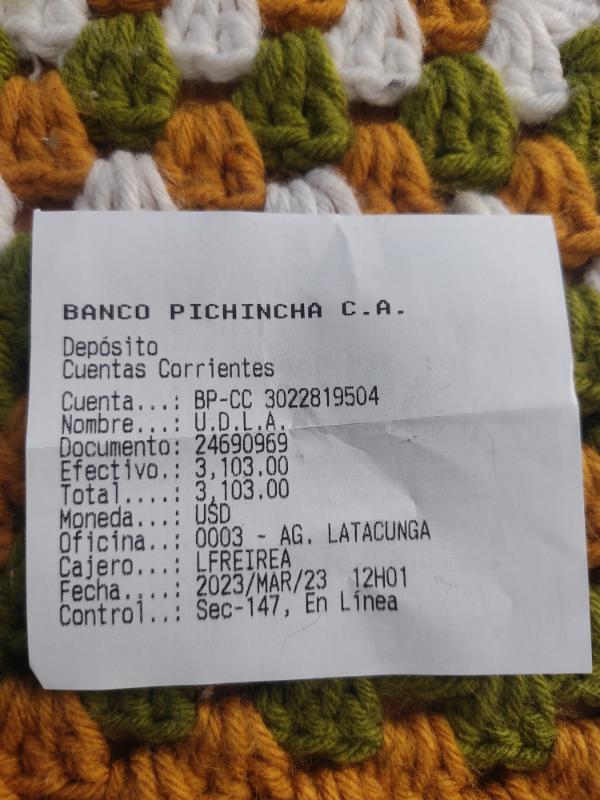 BANCO PICHINCHA C.A.
Depósito
Cuentas Corrientes
Cuenta...: BP-CC 3022819504
Nombre...: U.D.L.A.
Documento: 24690969
Efectivo.: 3,103.00
Total....: 3,103.00
Moneda...: USD
Oficina..: 0003 - AG. LATACUNGA
Cajero...: LFREIREA
Fecha....: 2023/MAR/23 12H01
Control..: Sec-147, En Línea